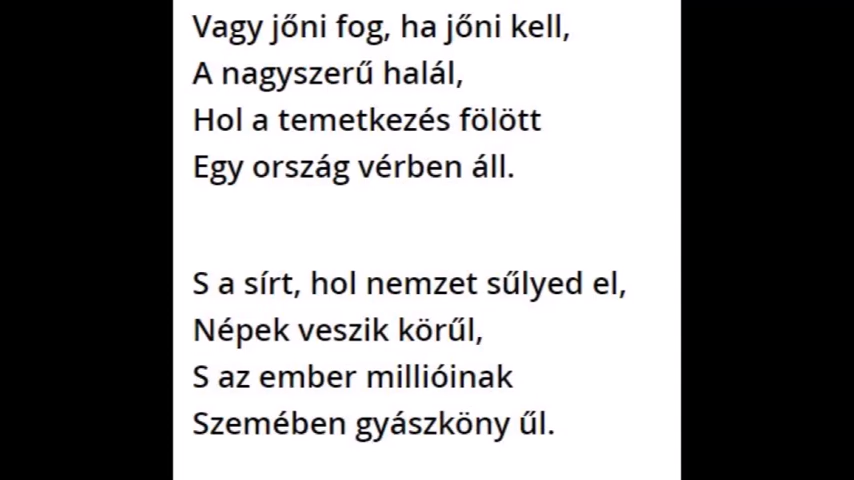 Vagy jőni fog, ha jőni kell,
A nagyszerű halál,
Hol a temetkezés fölött
Egy ország vérben áll.
S a sírt, hol nemzet sűlyed el,
Népek veszik körűl,
S az ember millióinak
Szemében gyászköny űl.